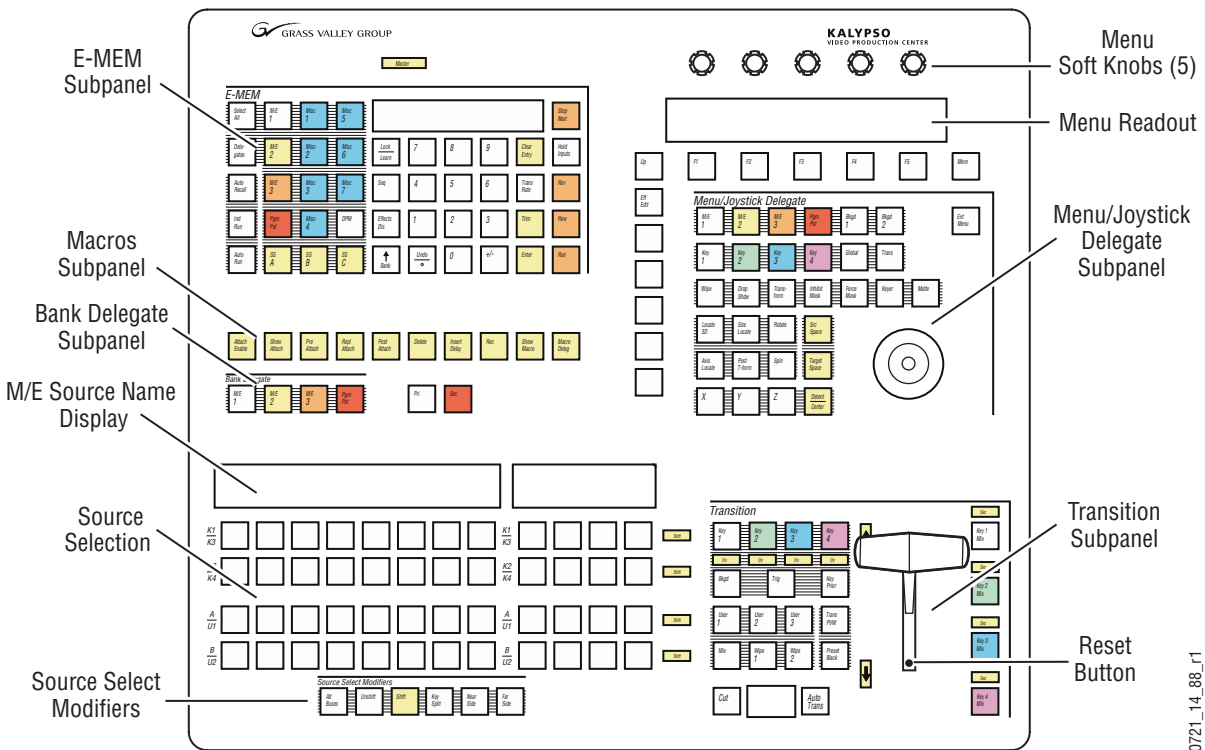 GRASS VALLEY GROUP
KALYPSO
VIDEO PRODUCTION CENTER
Master
E-MEM
Subpanel
Macros
Subpanel
Bank Delegate
Subpanel
M/E Source Name
Display
Source
Selection
Source Select
Modifiers
Menu
Soft Knobs (5)
Menu Readout
Menu/Joystick
Delegate
Subpanel
Transition
Subpanel
Reset
Button
0721_14_88_r1
E-MEM
Select All
M/E 1
Misc 1
Misc 5
Stop Next
Dele- gates
M/E 2
Misc 2
Misc 6
Lock Learn
7
8
9
Clear Entry
Hold Inputs
Auto Recall
M/E 3
Misc 3
Misc 7
Seq
4
5
6
Trans Rate
Rev
Ind Run
Pgm Pst
Misc 4
DPM
Effects Dis
1
2
3
Trim
Rew
Auto Run
SS A
SS B
SS C
Bank
Undo
0
+/-
Enter
Run
Attach Enable
Show Attach
Pre Attach
Repl Attach
Post Attach
Delete
Insert Delay
Rec
Show Macro
Macro Deleg
Bank Delegate
M/E 1
M/E 2
M/E 3
Pgm Pst
Pri
Sec
Up
F1
F2
F3
F4
F5
More
Eff Edit
Menu/Joystick Delegate
M/E 1
M/E 2
M/E 3
Pgm Pst
Bkgd 1
Bkgd 2
Ext Menu
Key 1
Key 2
Key 3
Key 4
Global
Trans
Wipe
Drop Shdw
Trans- form
Inhibit Mask
Force Mask
Keyer
Matte
Locate 3D
Size Locate
Rotate
Src Space
Axis Locate
Post T-form
Spin
Target Space
X
Y
Z
Detent Center
K1 K3
K1 K3
Shift
K4
K2 K4
Shift
A U1
A U1
Shift
B U2
B U2
Shift
Source Select Modifiers
Alt Buses
Unshift
Shift
Key Split
Near Side
Far Side
Transition
Key 1
Key 2
Key 3
Key 4
On
On
On
On
Bkgd
Trig
Key Prior
User 1
User 2
User 3
Trans PVW
Mix
Wipe 1
Wipe 2
Preset Black
Cut
Auto Trans
Sec
Key 1 Mix
Sec
Key 2 Mix
Sec
Key 3 Mix
Sec
Key 4 Mix